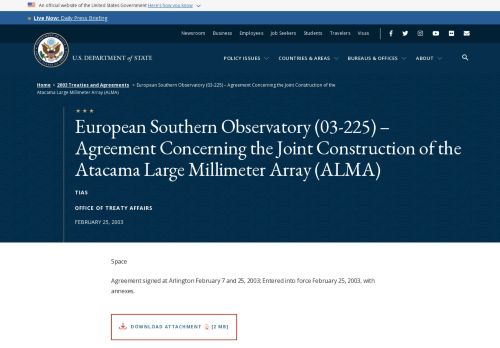 An official website of the United States Government Here's how you know
Live Now: Daily Press Briefing
Newsroom Business Employees Job Seekers Students Travelers Visas
U.S. DEPARTMENT of STATE
POLICY ISSUES COUNTRIES & AREAS BUREAUS & OFFICES ABOUT
Home > 2003 Treaties and Agreements > European Southern Observatory (03-225) – Agreement Concerning the Joint Construction of the
Atacama Large Millimeter Array (ALMA)
European Southern Observatory (03-225) –
Agreement Concerning the Joint Construction of the
Atacama Large Millimeter Array (ALMA)
TIAS
OFFICE OF TREATY AFFAIRS
FEBRUARY 25, 2003
Space
Agreement signed at Arlington February 7 and 25, 2003; Entered into force February 25, 2003, with
annexes.
DOWNLOAD ATTACHMENT [2 MB]